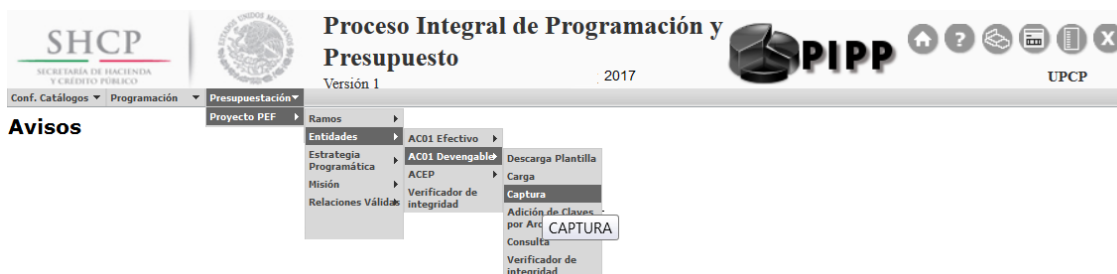 SHCP
SECRETARÍA DE HACIENDA
Y CRÉDITO PÚBLICO
Proceso Integral de Programación y
Presupuesto
Versión 1
2017
PIPP
UPCP
Conf. Catálogos
Programación
Presupuestación
Proyecto PEF
Avisos
Ramos
Entidades
Estrategia
Programática
Misión
Relaciones Válidas
AC01 Efectivo
AC01 Devengable
ACEP
Verificador de
integridad
Descarga Plantilla
Carga
Captura
Adición de Claves
por Arc
CAPTURA
Consulta
Verificador de
integridad